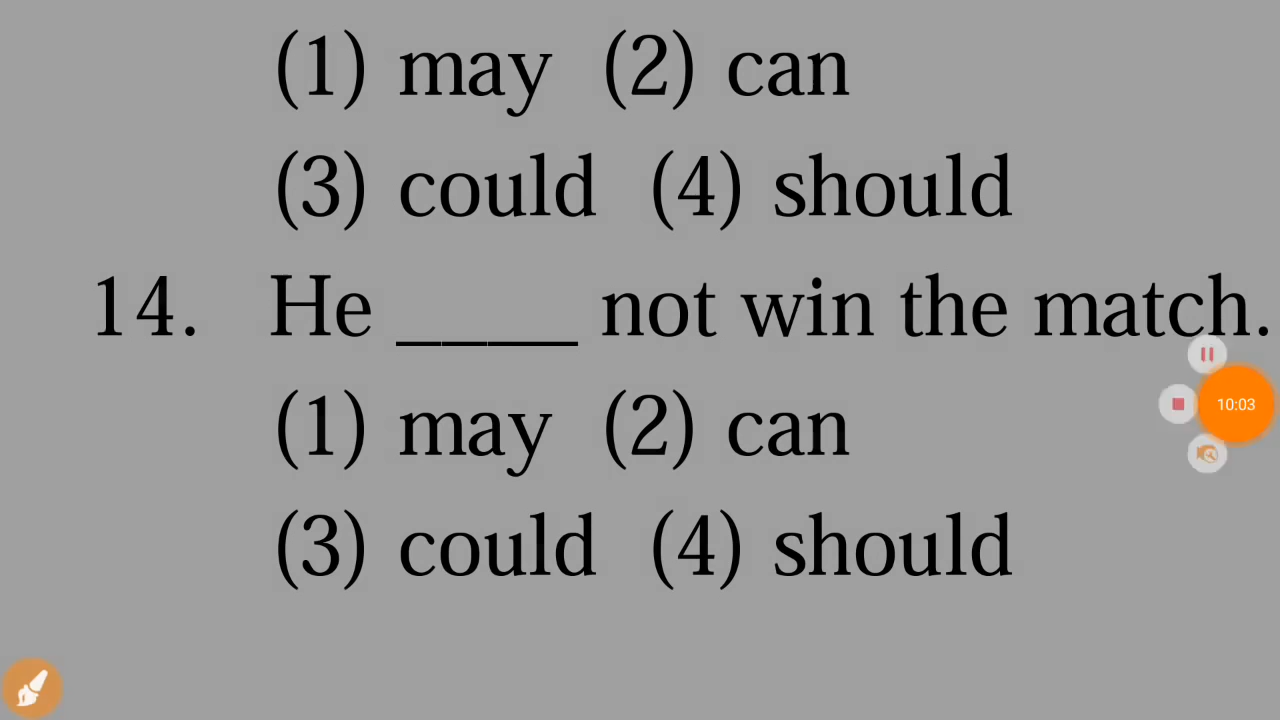 (1) may (2) can
(3) could (4) should
14. He ____ not win the match.
(1) may (2) can
(3) could (4) should
10:03